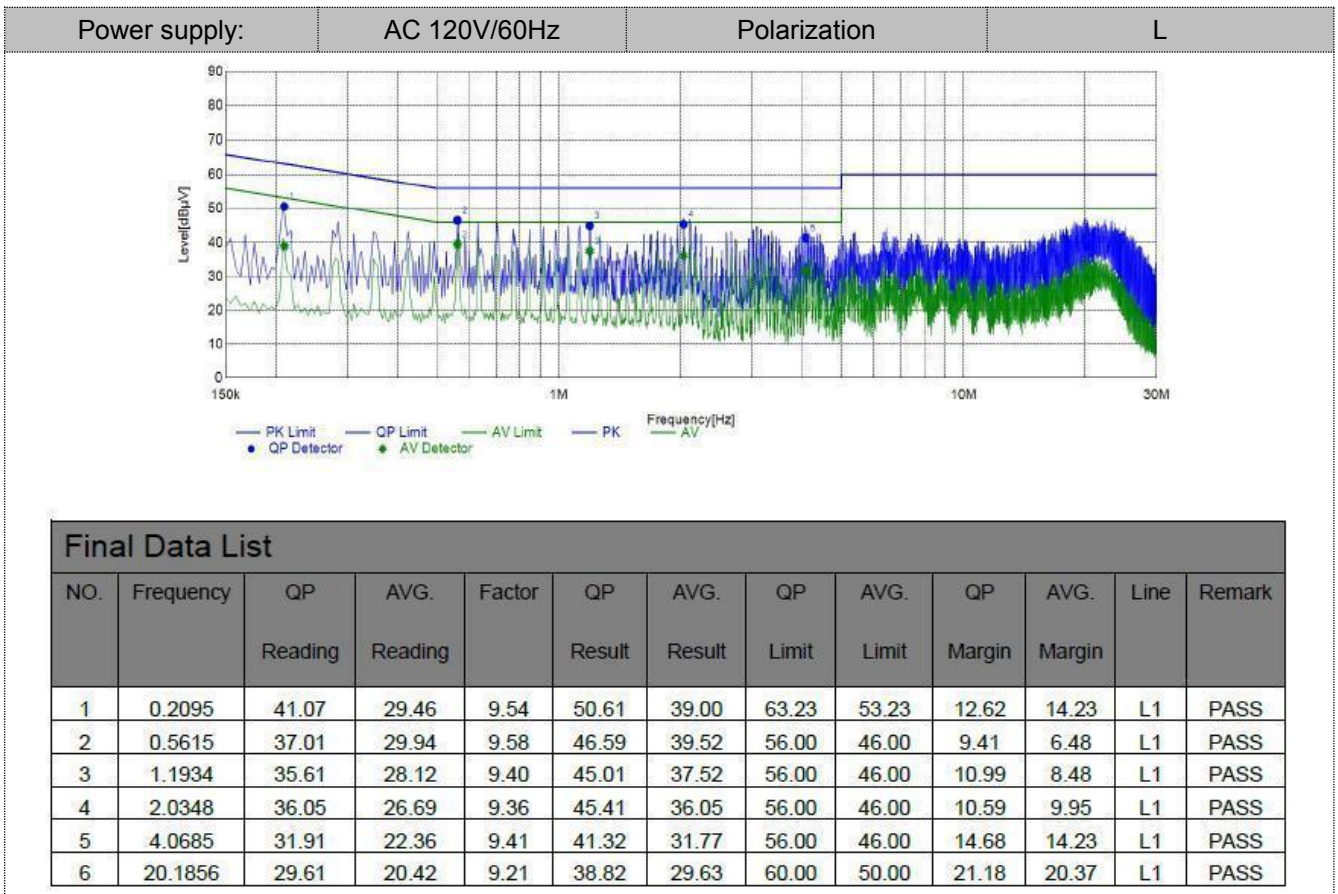 Power supply: AC 120V/60Hz Polarization L
90
80
70
60
50
40
30
20
10
0
Level[dBµV]
1
2
3
4
5
2
150k 1M 10M 30M
Frequency[Hz]
PK Limit QP Limit AV Limit PK AV
QP Detector AV Detector
Final Data List
NO. Frequency QP Reading AVG. Reading Factor QP Result AVG. Result QP Limit AVG. Limit QP Margin AVG. Margin Line Remark
1 0.2095 41.07 29.46 9.54 50.61 39.00 63.23 53.23 12.62 14.23 L1 PASS
2 0.5615 37.01 29.94 9.58 46.59 39.52 56.00 46.00 9.41 6.48 L1 PASS
3 1.1934 35.61 28.12 9.40 45.01 37.52 56.00 46.00 10.99 8.48 L1 PASS
4 2.0348 36.05 26.69 9.36 45.41 36.05 56.00 46.00 10.59 9.95 L1 PASS
5 4.0685 31.91 22.36 9.41 41.32 31.77 56.00 46.00 14.68 14.23 L1 PASS
6 20.1856 29.61 20.42 9.21 38.82 29.63 60.00 50.00 21.18 20.37 L1 PASS